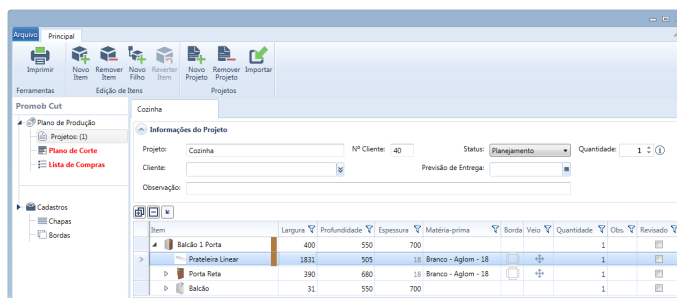 Arquivo Principal
Imprimir Novo Item Remover Item Novo Filho Reverter Item Novo Projeto Remover Projeto Importar
Ferramentas Edição de Itens Projetos
Promob Cut
Cozinha
Plano de Produção
Projetos: (1)
Plano de Corte
Lista de Compras
Cadastros
Chapas
Bordas
Informações do Projeto
Projeto: Cozinha Nº Cliente: 40 Status: Planejamento Quantidade: 1
Cliente: Previsão de Entrega:
Observação:
Item Largura Profundidade Espessura Matéria-prima Borda Veio Quantidade Obs. Revisado
Balcão 1 Porta 400 550 700 1
Prateleira Linear 1831 505 18 Branco - Aglom - 18 1
Porta Reta 390 680 18 Branco - Aglom - 18 1
Balcão 31 550 700 1